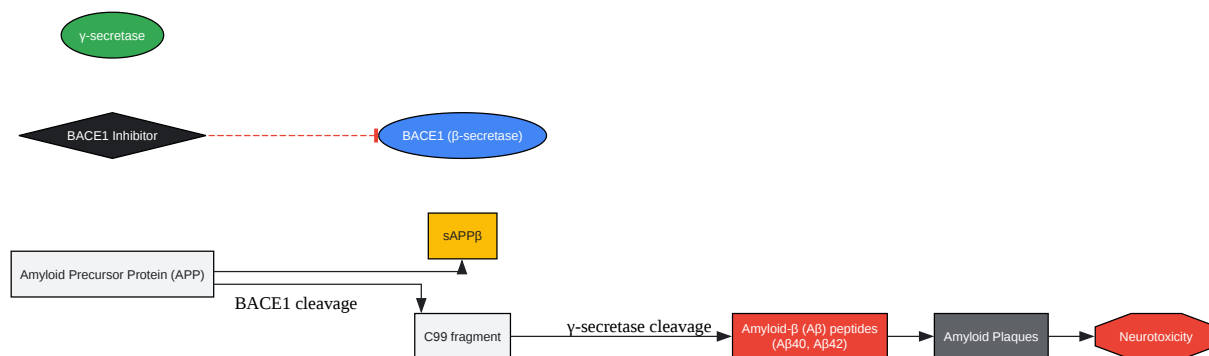 γ-secretase
BACE1 Inhibitor
BACE1 (β-secretase)
sAPPβ
Amyloid Precursor Protein (APP)
BACE1 cleavage
C99 fragment
γ-secretase cleavage
Amyloid-β (Aβ) peptides
(Aβ40, Aβ42)
Amyloid Plaques
Neurotoxicity